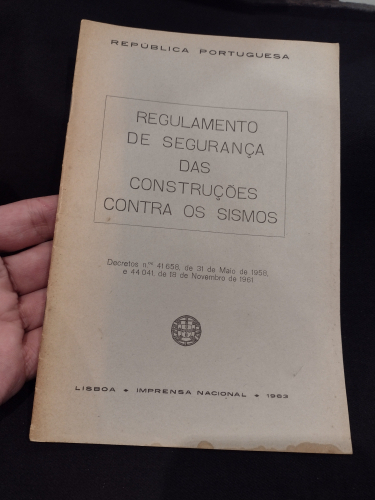 REPÚBLICA PORTUGUESA
REGULAMENTO
DE SEGURANÇA
DAS
CONSTRUÇÕES
CONTRA OS SISMOS
Decretos n.ºs 41 658, de 31 de Maio de 1958,
e 44 041, de 18 de Novembro de 1961
LISBOA • IMPRENSA NACIONAL • 1963